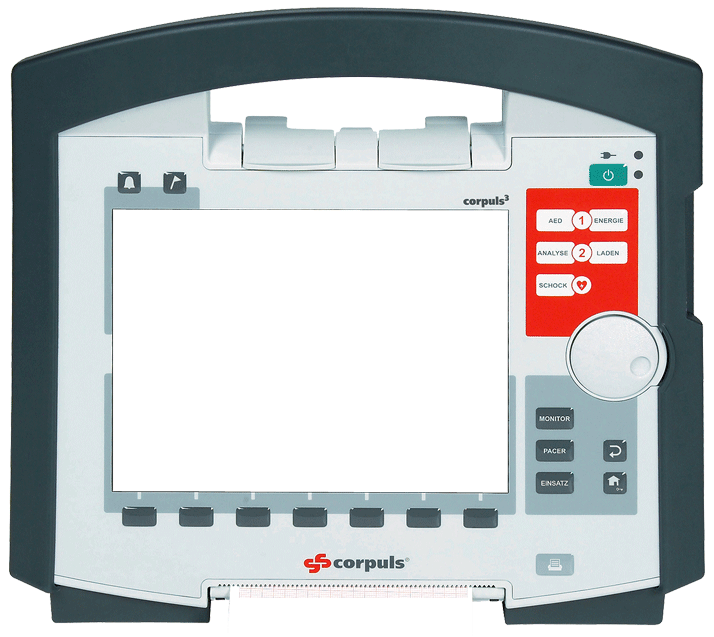 corpuls³
AED 1 ENERGIE
ANALYSE 2 LADEN
SCHOCK
MONITOR
PACER
EINSATZ
corpuls®